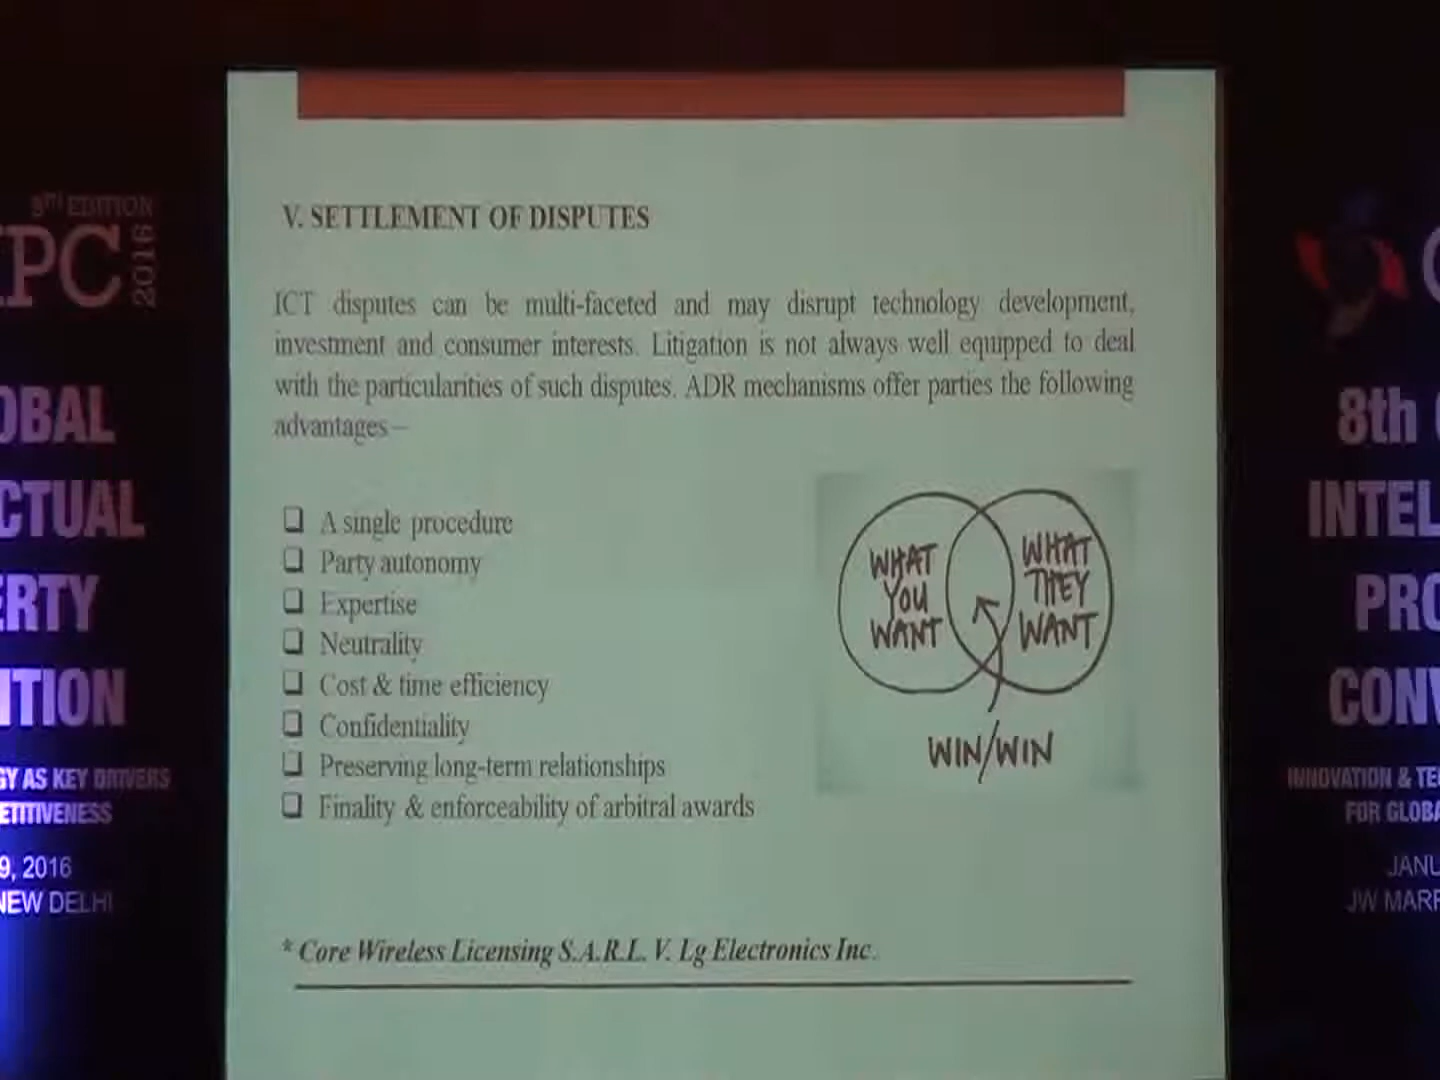 8TH EDITION
IPC 2016
OBAL
CTUAL
ERTY
NTION
GY AS KEY DRIVERS
ETITIVENESS
9, 2016
NEW DELHI
V. SETTLEMENT OF DISPUTES
ICT disputes can be multi-faceted and may disrupt technology development,
investment and consumer interests. Litigation is not always well equipped to deal
with the particularities of such disputes. ADR mechanisms offer parties the following
advantages –
❑ A single procedure
❑ Party autonomy
❑ Expertise
❑ Neutrality
❑ Cost & time efficiency
❑ Confidentiality
❑ Preserving long-term relationships
❑ Finality & enforceability of arbitral awards
WHAT
YOU
WANT
WHAT
THEY
WANT
WIN/WIN
* Core Wireless Licensing S.A.R.L. V. Lg Electronics Inc.
8th
INTEL
PRO
CONV
INNOVATION & TE
FOR GLOBA
JANU
JW MARR